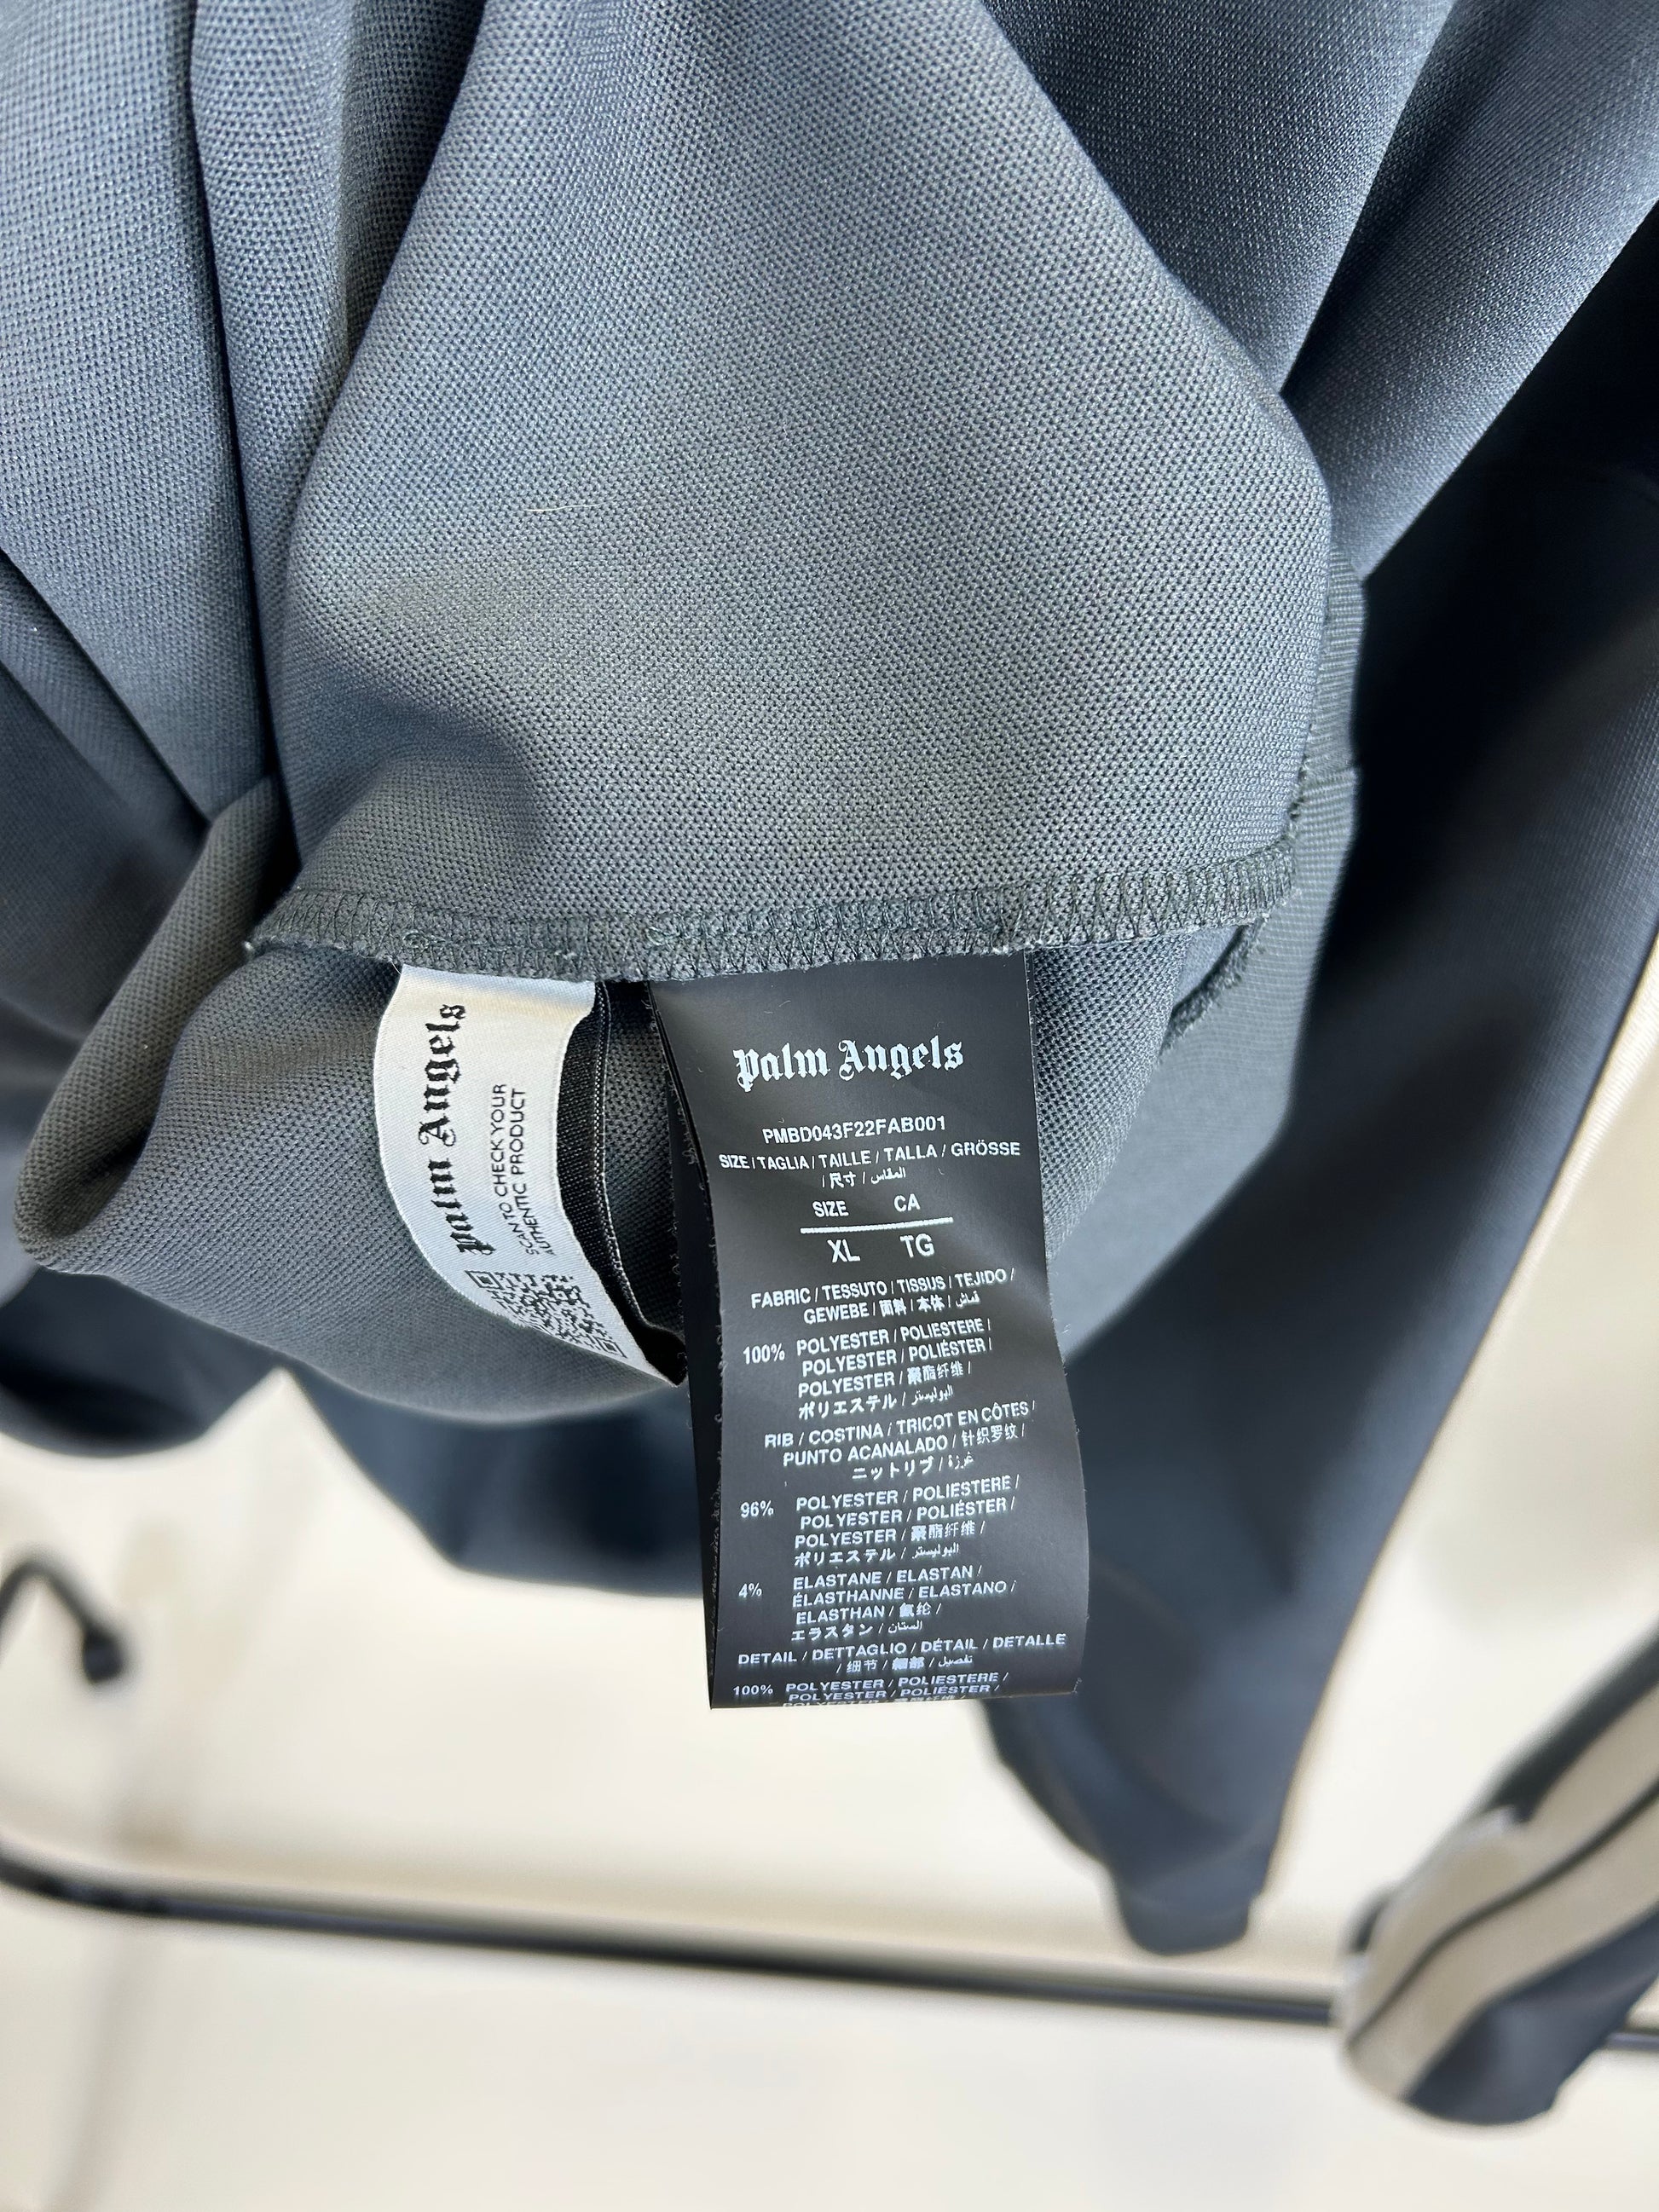 Palm Angels
SCAN TO CHECK YOUR
AUTHENTIC PRODUCT
Palm Angels
PMBD043F22FAB001
SIZE / TAGLIA / TAILLE / TALLA / GRÖSSE
/ 尺寸 / المقاس
SIZE CA
XL TG
FABRIC / TESSUTO / TISSUS / TEJIDO /
GEWEBE / 面料 / 本体 / قماش
100% POLYESTER / POLIESTERE /
POLYESTER / POLIÉSTER /
POLYESTER / 聚酯纤维 /
ポリエステル / البوليستر
RIB / COSTINA / TRICOT EN CÔTES /
PUNTO ACANALADO / 针织罗纹 /
ニットリブ / غرزة
96% POLYESTER / POLIESTERE /
POLYESTER / POLIÉSTER /
POLYESTER / 聚酯纤维 /
ポリエステル / البوليستر
4% ELASTANE / ELASTAN /
ÉLASTHANNE / ELASTANO /
ELASTHAN / 氨纶 /
エラスタン / الستان
DETAIL / DETTAGLIO / DÉTAIL / DETALLE
/ 细节 / 細部 / تفصيل
100% POLYESTER / POLIESTERE /
POLYESTER / POLIÉSTER /